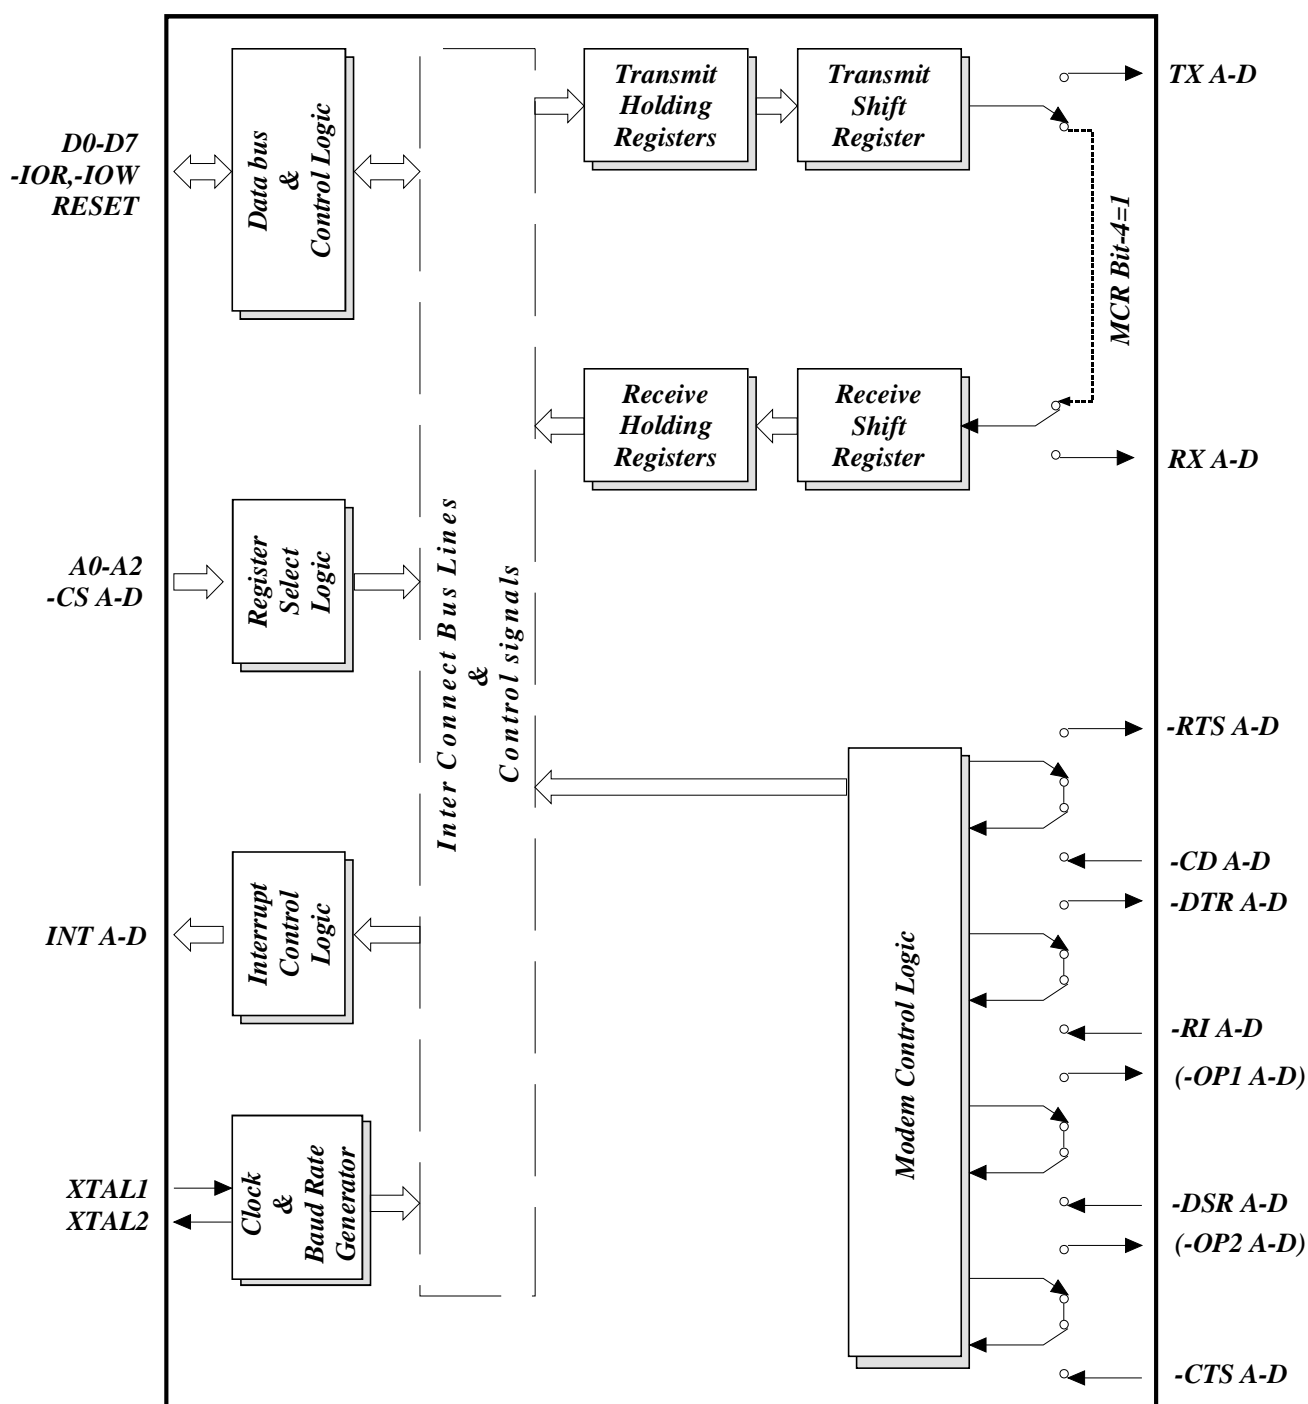 D0-D7
-IOR,-IOW
RESET
Data bus
&
Control Logic
A0-A2
-CS A-D
Register
Select
Logic
INT A-D
Interrupt
Control
Logic
XTAL1
XTAL2
Clock
&
Baud Rate
Generator
Inter Connect Bus Lines
&
Control signals
Transmit
Holding
Registers
Transmit
Shift
Register
TX A-D
MCR Bit-4=1
Receive
Holding
Registers
Receive
Shift
Register
RX A-D
Modem Control Logic
-RTS A-D
-CD A-D
-DTR A-D
-RI A-D
(-OP1 A-D)
-DSR A-D
(-OP2 A-D)
-CTS A-D